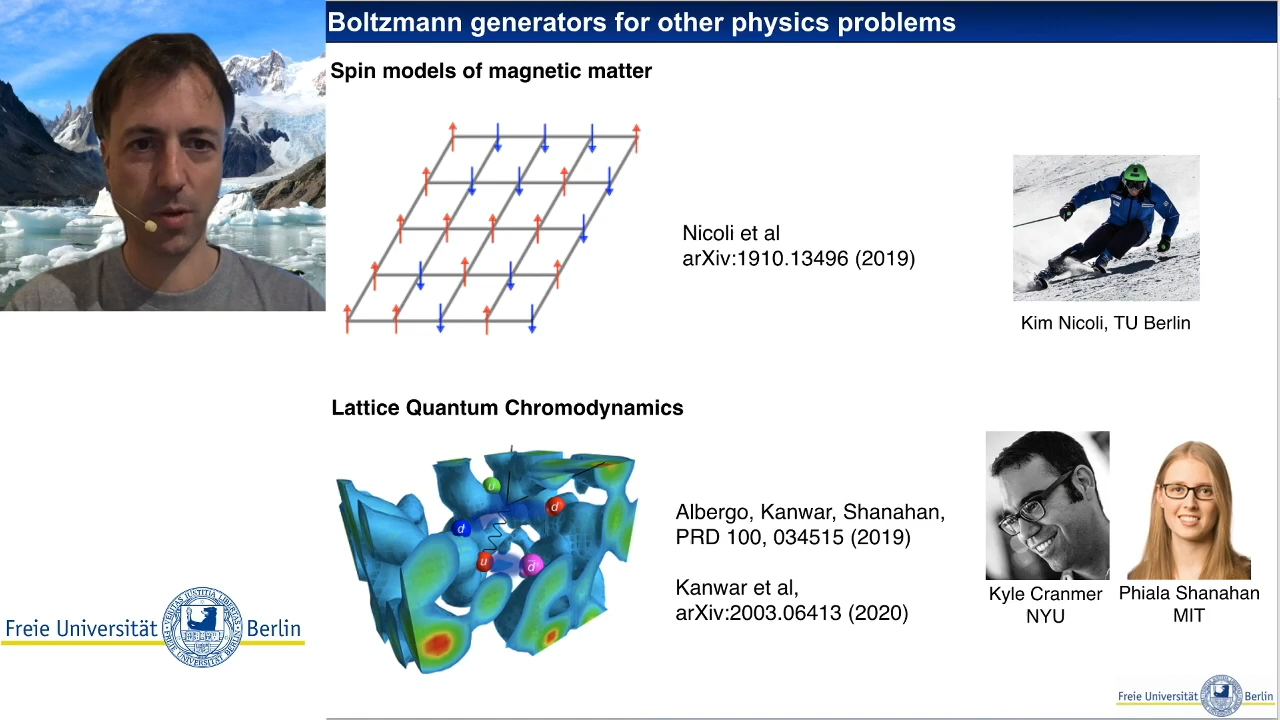 Boltzmann generators for other physics problems
Spin models of magnetic matter
Nicoli et al
arXiv:1910.13496 (2019)
Kim Nicoli, TU Berlin
Lattice Quantum Chromodynamics
u
d
d
u
d̄
Albergo, Kanwar, Shanahan,
PRD 100, 034515 (2019)
Kanwar et al,
arXiv:2003.06413 (2020)
Kyle Cranmer
NYU
Phiala Shanahan
MIT
Freie Universität Berlin
Freie Universität Berlin